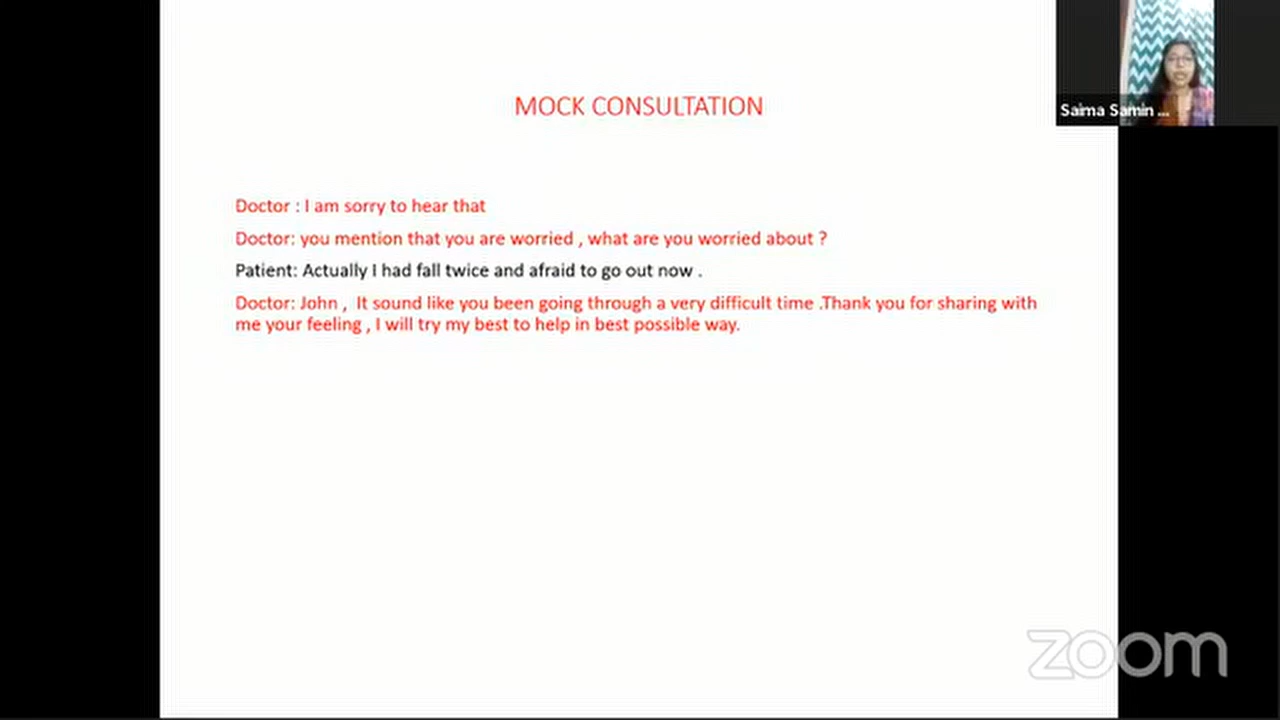 MOCK CONSULTATION
Saima Samin ...
Doctor : I am sorry to hear that
Doctor: you mention that you are worried , what are you worried about ?
Patient: Actually I had fall twice and afraid to go out now .
Doctor: John , It sound like you been going through a very difficult time .Thank you for sharing with
me your feeling , I will try my best to help in best possible way.
zoom